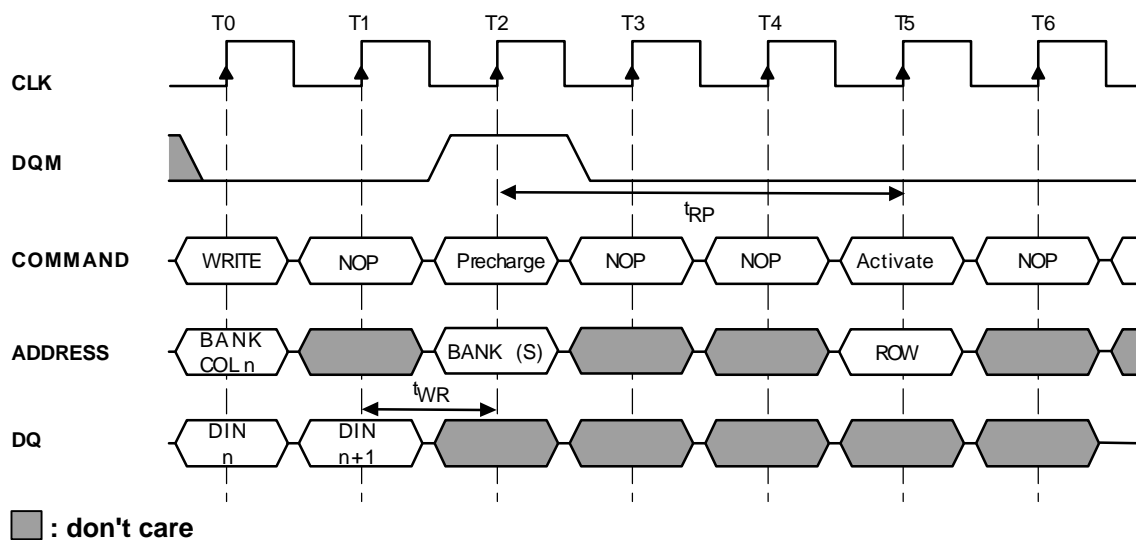 T0 T1 T2 T3 T4 T5 T6
CLK
DQM
tRP
COMMAND WRITE NOP Precharge NOP NOP Activate NOP
ADDRESS BANK COL n BANK (S) ROW
tWR
DQ DIN n DIN n+1
: don't care